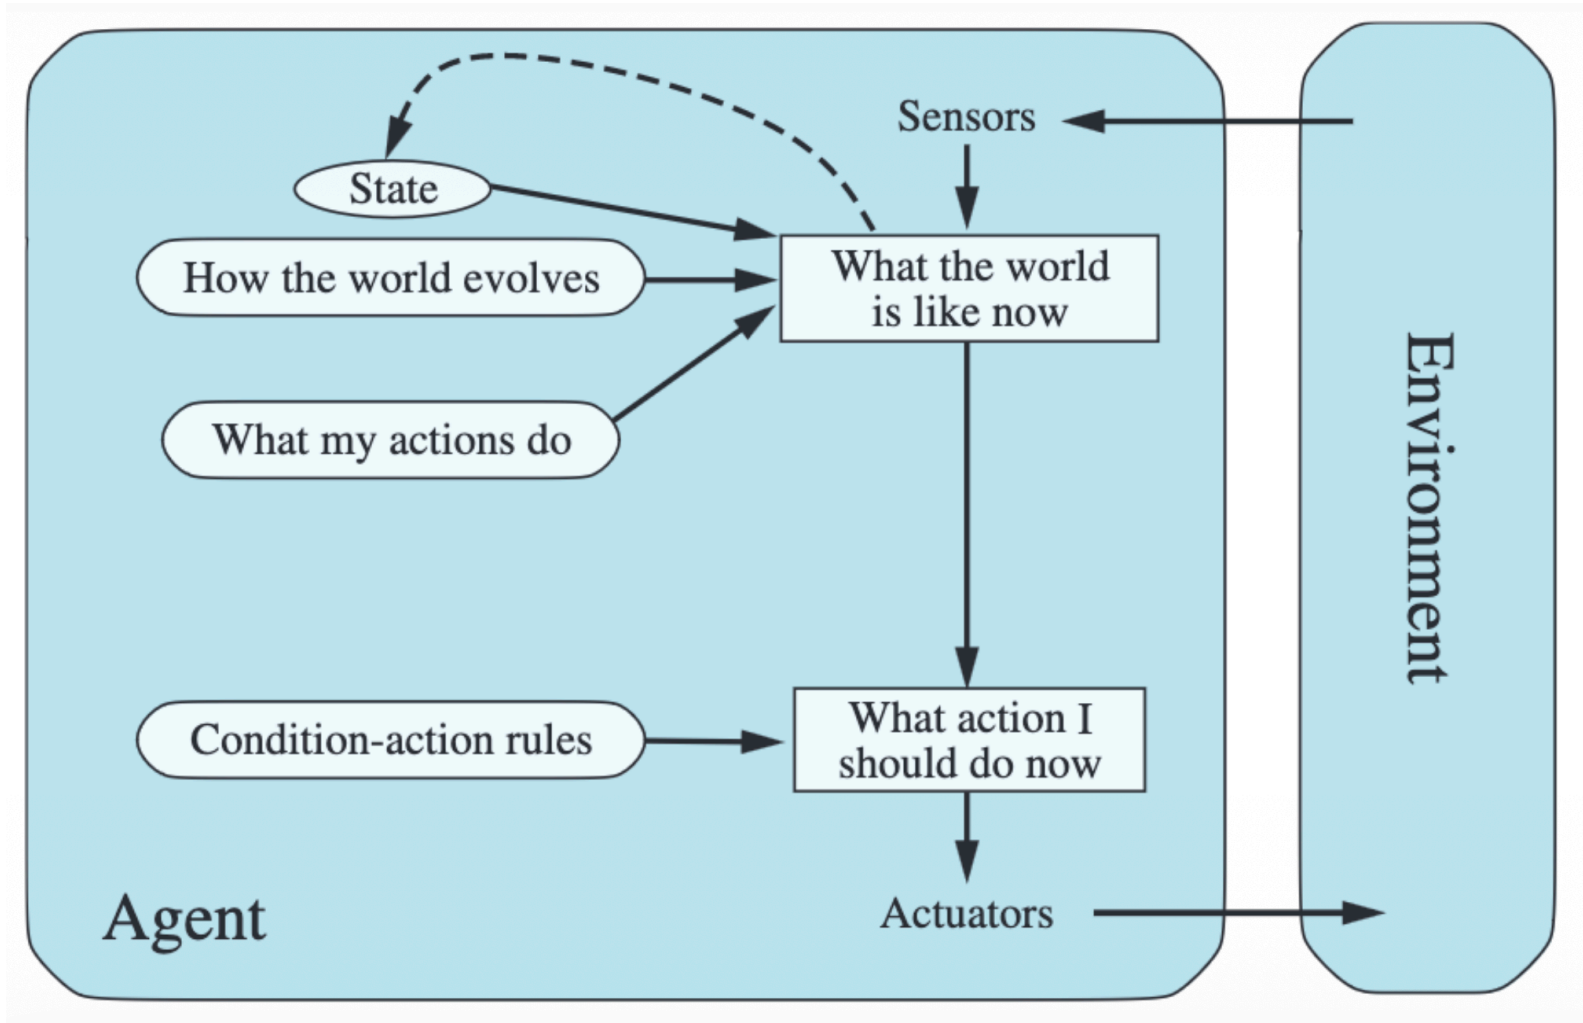 Sensors
State
What the world
is like now
How the world evolves
What my actions do
Environment
Condition-action rules
What action I
should do now
Agent
Actuators